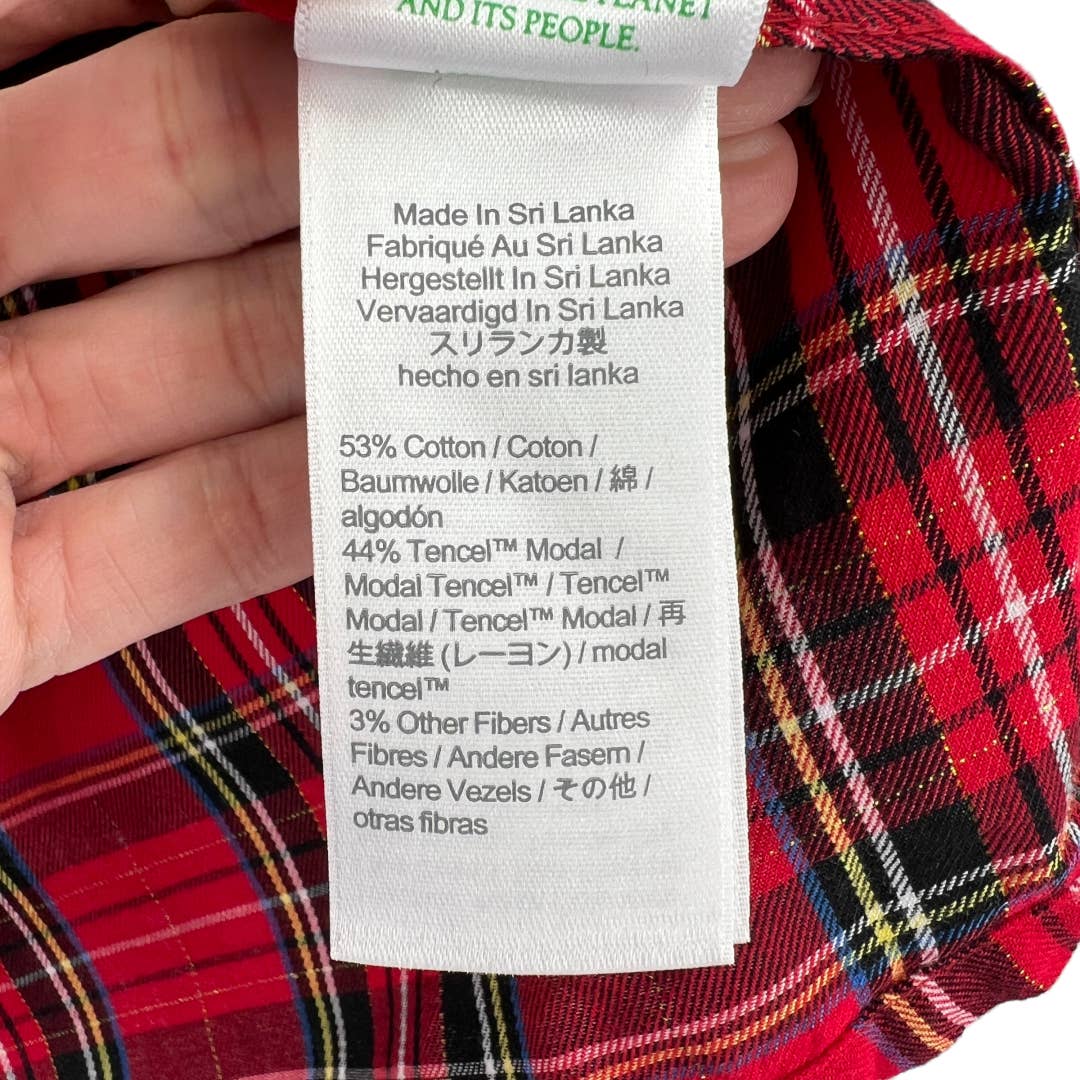 PLANET
AND ITS PEOPLE.
Made In Sri Lanka
Fabriqué Au Sri Lanka
Hergestellt In Sri Lanka
Vervaardigd In Sri Lanka
スリランカ製
hecho en sri lanka
53% Cotton / Coton /
Baumwolle / Katoen / 綿 /
algodón
44% Tencel™ Modal /
Modal Tencel™ / Tencel™
Modal / Tencel™ Modal / 再
生繊維 (レーヨン) / modal
tencel™
3% Other Fibers / Autres
Fibres / Andere Fasern /
Andere Vezels / その他 /
otras fibras